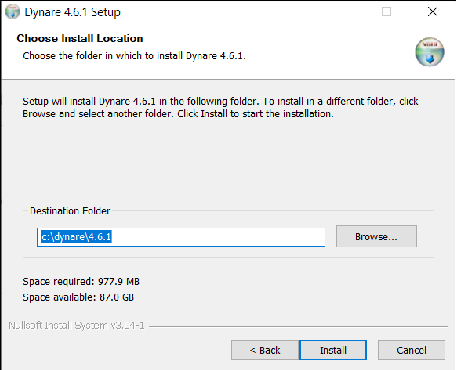 Dynare 4.6.1 Setup
Choose Install Location
Choose the folder in which to install Dynare 4.6.1.
Setup will install Dynare 4.6.1 in the following folder. To install in a different folder, click
Browse and select another folder. Click Install to start the installation.
Destination Folder
c:\dynare\4.6.1
Browse...
Space required: 977.9 MB
Space available: 87.0 GB
Nullsoft Install System v3.04-1
< Back
Install
Cancel